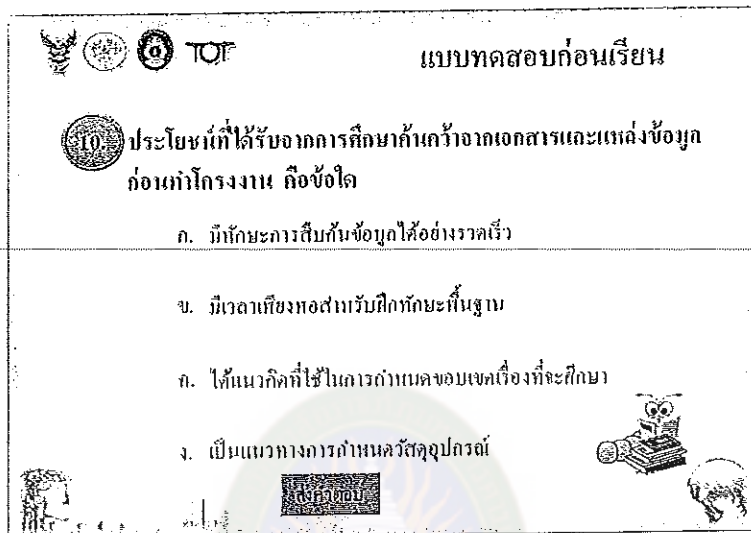 TOT
แบบทดสอบก่อนเรียน
10. ประโยชน์ที่ได้รับจากการศึกษาค้นคว้าจากเอกสารและแหล่งข้อมูล
ก่อนทำโครงงาน คือข้อใด
ก. มีทักษะการสืบค้นข้อมูลได้อย่างรวดเร็ว
ข. มีเวลาเพียงพอสำหรับฝึกทักษะพื้นฐาน
ค. ได้แนวคิดที่ใช้ในการกำหนดขอบเขตเรื่องที่จะศึกษา
ง. เป็นแนวทางการกำหนดวัสดุอุปกรณ์
ส่งคำตอบ